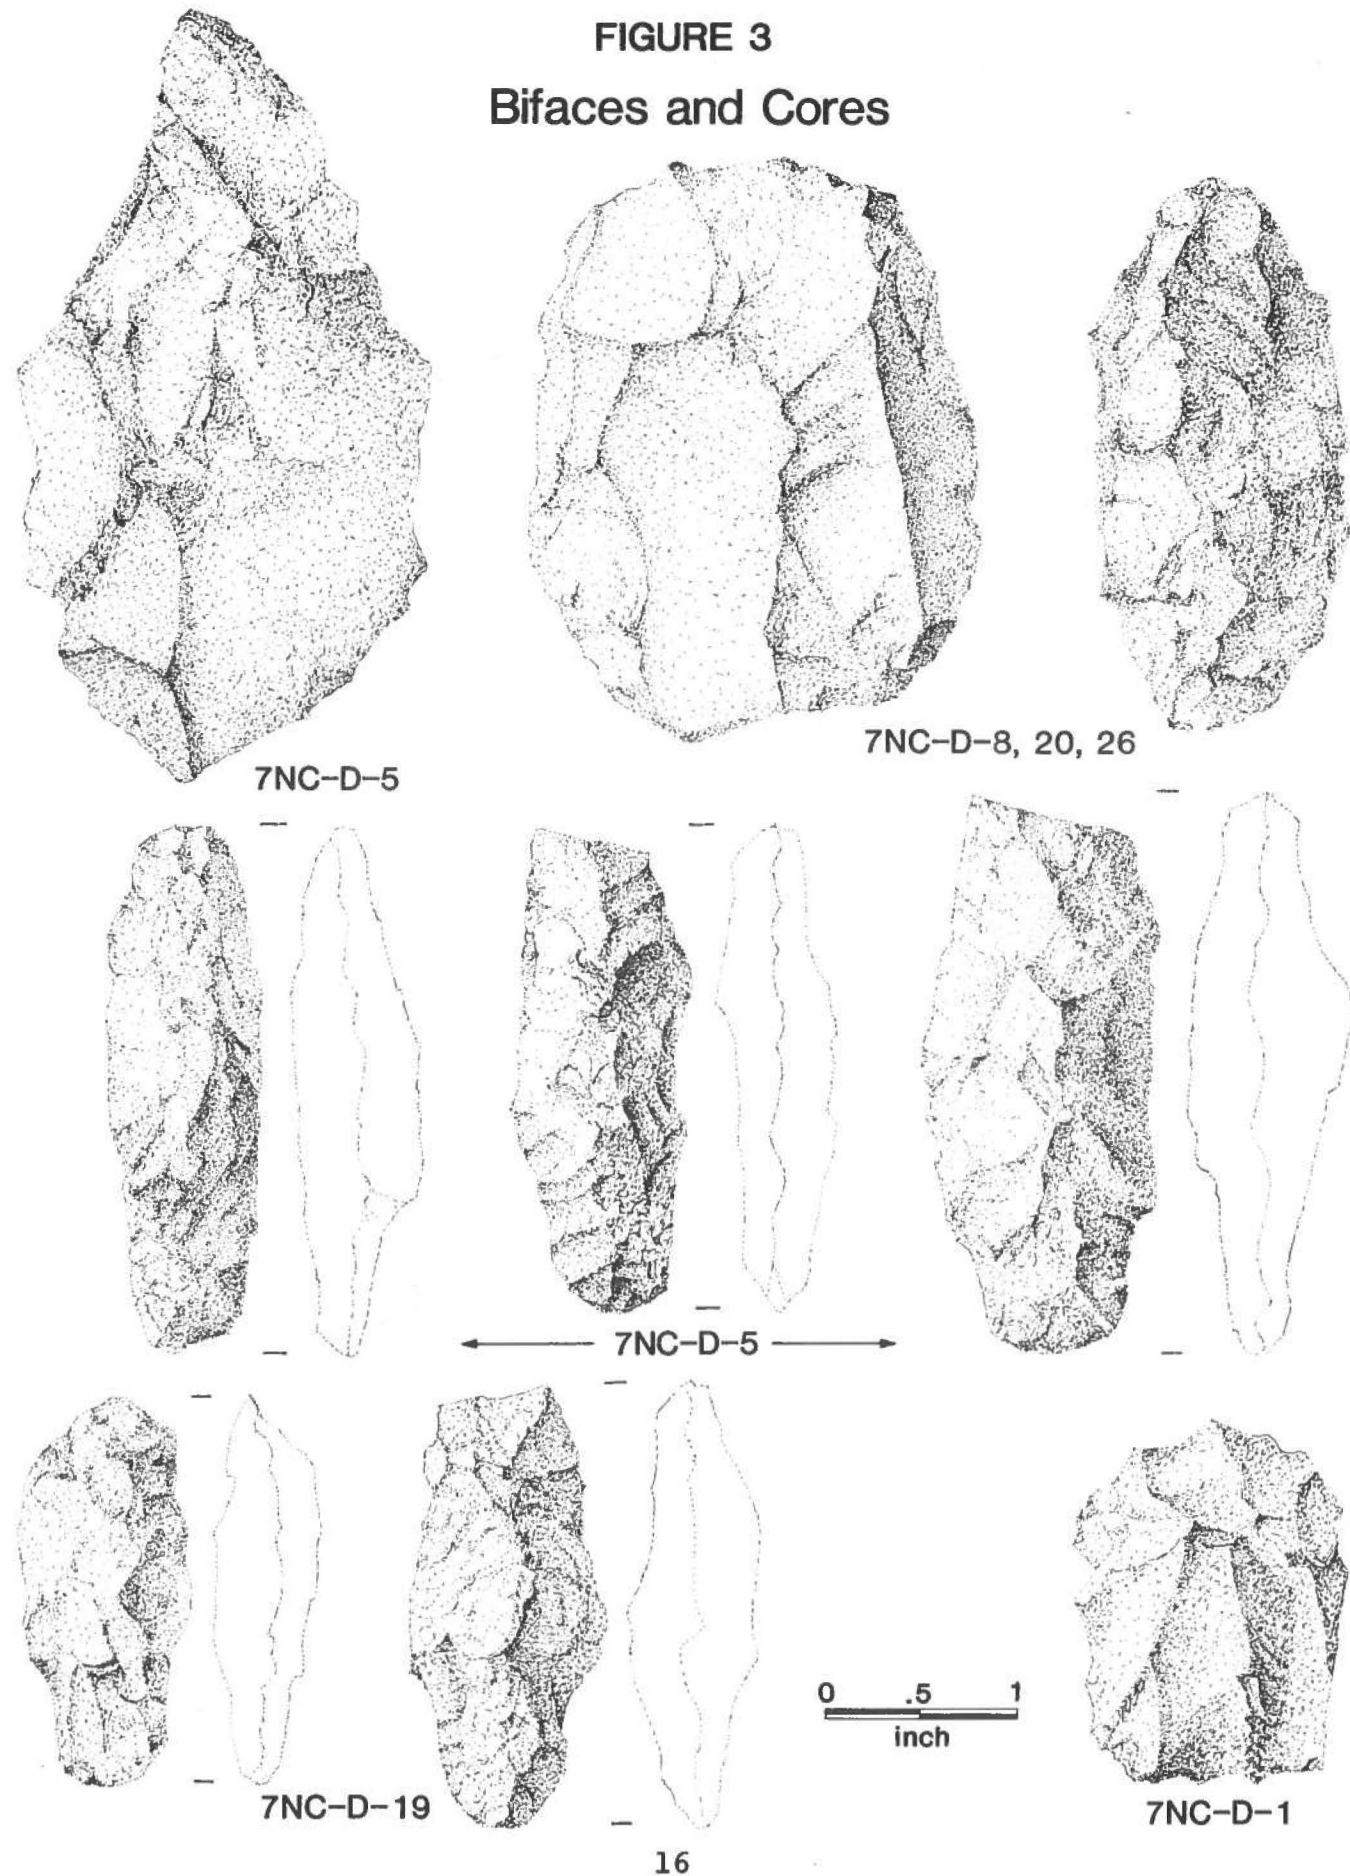 FIGURE 3
Bifaces and Cores
7NC-D-8, 20, 26
7NC-D-5
7NC-D-5
0 .5 1
inch
7NC-D-19
7NC-D-1
16